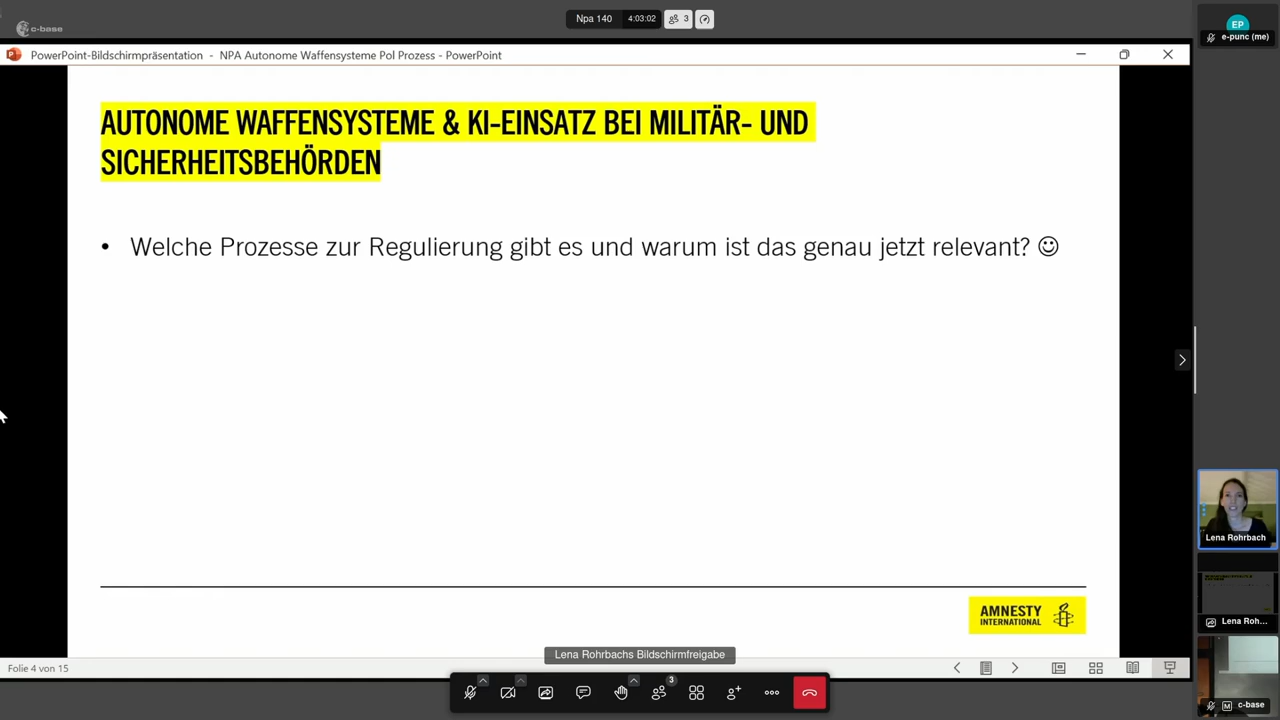 c-base
Npa 140
4:03:02
3
EP
e-punc (me)
PowerPoint-Bildschirmpräsentation - NPA Autonome Waffensysteme Pol Prozess - PowerPoint
AUTONOME WAFFENSYSTEME & KI-EINSATZ BEI MILITÄR- UND
SICHERHEITSBEHÖRDEN
• Welche Prozesse zur Regulierung gibt es und warum ist das genau jetzt relevant? ☺
Lena Rohrbach
AMNESTY
INTERNATIONAL
Lena Roh...
Lena Rohrbachs Bildschirmfreigabe
Folie 4 von 15
3
M
c-base